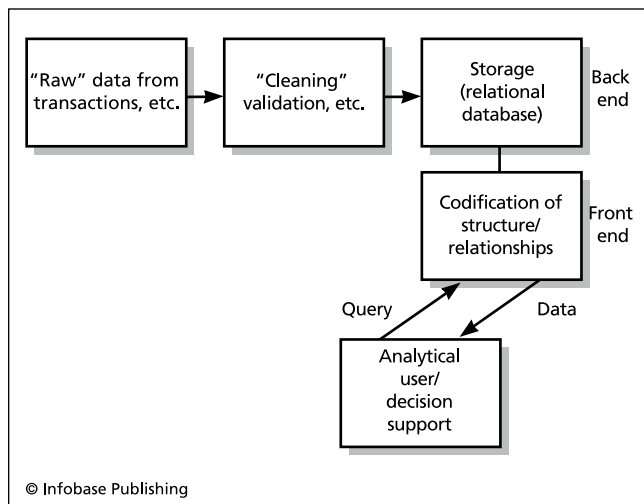 “Raw” data from
transactions, etc.
“Cleaning”
validation, etc.
Storage
(relational
database)
Back
end
Codification of
structure/
relationships
Front
end
Query
Data
Analytical
user/
decision
support
© Infobase Publishing